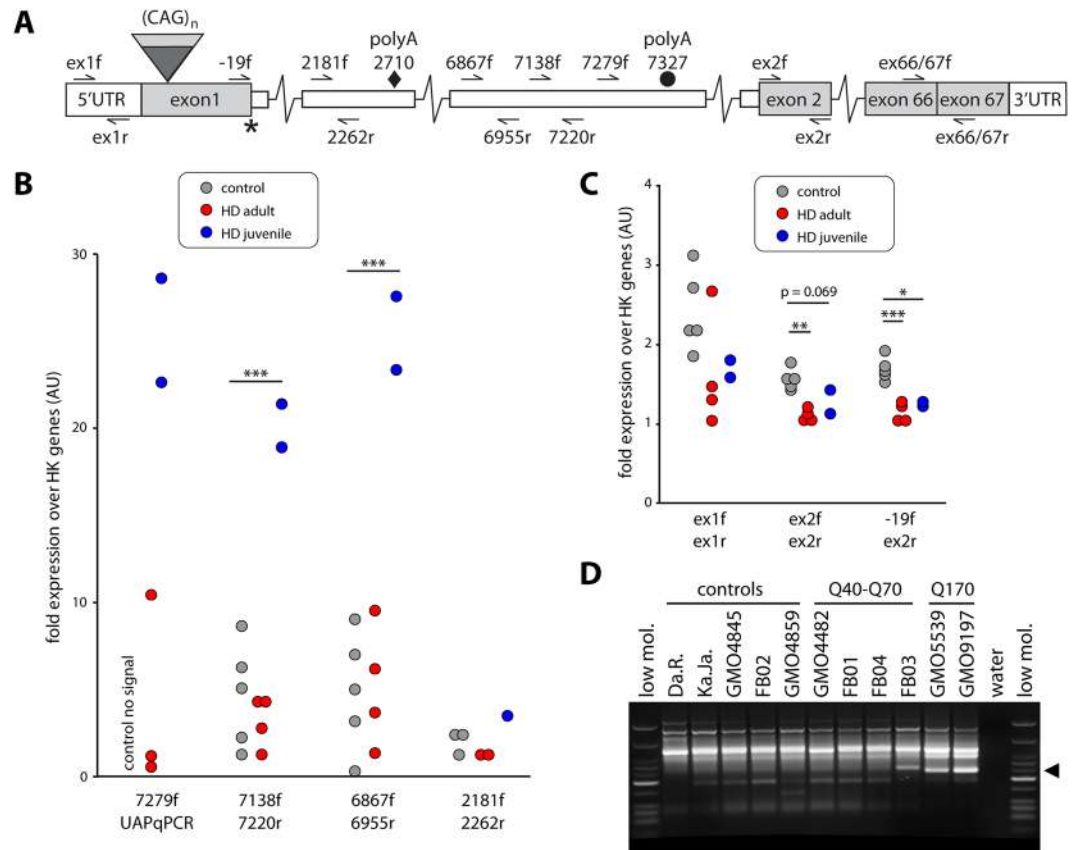 A
(CAG)n
polyA
polyA
ex1f
-19f
2181f
2710
6867f
7138f
7279f
7327
ex2f
ex66/67f
5'UTR
exon1
exon 2
exon 66
exon 67
3'UTR
ex1r
*
2262r
6955r
7220r
ex2r
ex66/67r
B
control
HD adult
HD juvenile
fold expression over HK genes (AU)
30
20
10
0
***
***
control no signal
7279f
UAPqPCR
7138f
7220r
6867f
6955r
2181f
2262r
C
control
HD adult
HD juvenile
fold expression over HK genes (AU)
4
3
2
1
0
p = 0.069
**
*
***
ex1f
ex1r
ex2f
ex2r
-19f
ex2r
D
controls
Q40-Q70
Q170
low mol.
Da.R.
Ka.Ja.
GMO4845
FB02
GMO4859
GMO4482
FB01
FB04
FB03
GMO5539
GMO9197
water
low mol.